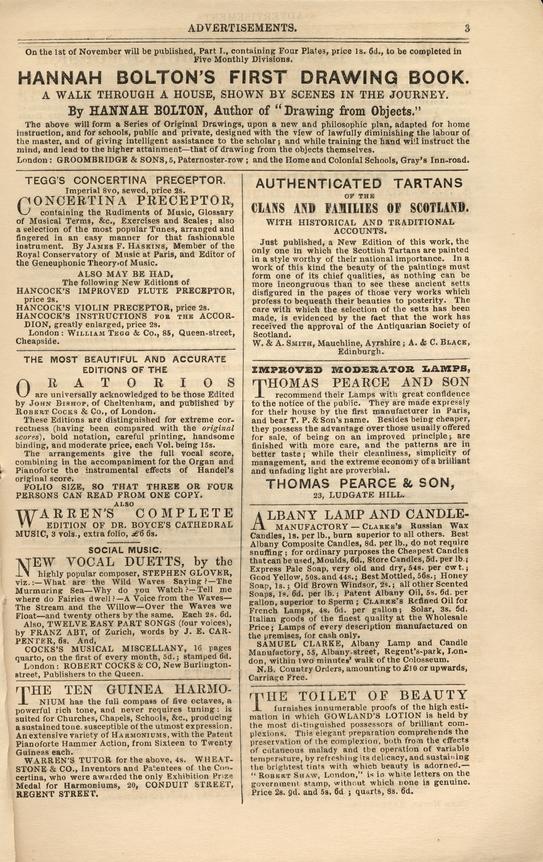 ADVERTISEMENTS. 3
On the 1st of November will be published, Part I., containing Four Plates, price 1s. 6d., to be completed in
Five Monthly Divisions.
HANNAH BOLTON'S FIRST DRAWING BOOK.
A WALK THROUGH A HOUSE, SHOWN BY SCENES IN THE JOURNEY.
By HANNAH BOLTON, Author of "Drawing from Objects."
The above will form a Series of Original Drawings, upon a new and philosophic plan, adapted for home
instruction, and for schools, public and private, designed with the view of lawfully diminishing the labour of
the master, and of giving intelligent assistance to the scholar; and while training the hand will instruct the
mind, and lead to the higher attainment—that of drawing from the objects themselves.
London: GROOMBRIDGE & SONS, 5, Paternoster-row; and the Home and Colonial Schools, Gray's Inn-road.
TEGG'S CONCERTINA PRECEPTOR.
Imperial 8vo, sewed, price 2s.
CONCERTINA PRECEPTOR,
containing the Rudiments of Music, Glossary
of Musical Terms, &c., Exercises and Scales; also
a selection of the most popular Tunes, arranged and
fingered in an easy manner for that fashionable
instrument. By JAMES F. HASKINS, Member of the
Royal Conservatory of Music at Paris, and Editor of
the Geneuphonic Theory of Music.
ALSO MAY BE HAD,
The following New Editions of
HANCOCK'S IMPROVED FLUTE PRECEPTOR,
price 2s.
HANCOCK'S VIOLIN PRECEPTOR, price 2s.
HANCOCK'S INSTRUCTIONS FOR THE ACCOR-
DION, greatly enlarged, price 2s.
London: WILLIAM TEGG & Co., 85, Queen-street,
Cheapside.
THE MOST BEAUTIFUL AND ACCURATE
EDITIONS OF THE
ORATORIOS
are universally acknowledged to be those Edited
by JOHN BISHOP, of Cheltenham, and published by
ROBERT COCKS & Co., of London.
These Editions are distinguished for extreme cor-
rectness (having been compared with the original
scores), bold notation, careful printing, handsome
binding, and moderate price, each Vol. being 15s.
The arrangements give the full vocal score,
combining in the accompaniment for the Organ and
Pianoforte the instrumental effects of Handel's
original score.
FOLIO SIZE, SO THAT THREE OR FOUR
PERSONS CAN READ FROM ONE COPY.
ALSO
WARREN'S COMPLETE
EDITION OF DR. BOYCE'S CATHEDRAL
MUSIC, 3 vols., extra folio, £6 6s.
SOCIAL MUSIC.
NEW VOCAL DUETTS, by the
highly popular composer, STEPHEN GLOVER,
viz.:—What are the Wild Waves Saying?—The
Murmuring Sea—Why do you Watch?—Tell me
where do Fairies dwell?—A Voice from the Waves—
The Stream and the Willow—Over the Waves we
Float—and twenty others by the same. Each 2s. 6d.
Also, TWELVE EASY PART SONGS (four voices),
by FRANZ ABT, of Zurich, words by J. E. CAR-
PENTER, 6s. And,
COCKS'S MUSICAL MISCELLANY, 16 pages
quarto, on the first of every month, 5d.; stamped 6d.
London: ROBERT COCKS & CO, New Burlington-
street, Publishers to the Queen.
THE TEN GUINEA HARMO-
NIUM has the full compass of five octaves, a
powerful rich tone, and never requires tuning: is
suited for Churches, Chapels, Schools, &c., producing
a sustained tone, susceptible of the utmost expression.
An extensive variety of HARMONIUMS, with the Patent
Pianoforte Hammer Action, from Sixteen to Twenty
Guineas each.
WARREN'S TUTOR for the above, 4s. WHEAT-
STONE & CO., Inventors and Patentees of the Con-
certina, who were awarded the only Exhibition Prize
Medal for Harmoniums, 20, CONDUIT STREET,
REGENT STREET.
AUTHENTICATED TARTANS
OF THE
CLANS AND FAMILIES OF SCOTLAND.
WITH HISTORICAL AND TRADITIONAL
ACCOUNTS.
Just published, a New Edition of this work, the
only one in which the Scottish Tartans are painted
in a style worthy of their national importance. In a
work of this kind the beauty of the paintings must
form one of its chief qualities, as nothing can be
more incongruous than to see these ancient setts
disfigured in the pages of those very works which
profess to bequeath their beauties to posterity. The
care with which the selection of the setts has been
made, is evidenced by the fact that the work has
received the approval of the Antiquarian Society of
Scotland.
W. & A. SMITH, Mauchline, Ayrshire; A. & C. BLACK,
Edinburgh.
IMPROVED MODERATOR LAMPS,
THOMAS PEARCE AND SON
recommend their Lamps with great confidence
to the notice of the public. They are made expressly
for their house by the first manufacturer in Paris,
and bear T. P. & Son's name. Besides being cheaper,
they possess the advantage over those usually offered
for sale, of being on an improved principle; are
finished with more care, and the patterns are in
better taste; while their cleanliness, simplicity of
management, and the extreme economy of a brilliant
and unfading light are proverbial.
THOMAS PEARCE & SON,
23, LUDGATE HILL.
ALBANY LAMP AND CANDLE-
MANUFACTORY—CLARKE'S Russian Wax
Candles, 1s. per lb., burn superior to all others. Best
Albany Composite Candles, 8d. per lb., do not require
snuffing; for ordinary purposes the Cheapest Candles
that can be used, Moulds, 6d., Store Candles, 5d. per lb.;
Express Pale Soap, very old and dry, 54s. per cwt.;
Good Yellow, 50s. and 44s.; Best Mottled, 56s.; Honey
Soap, 1s.; Old Brown Windsor, 2s.; all other Scented
Soaps, 1s. 6d. per lb.; Patent Albany Oil, 5s. 6d. per
gallon, superior to Sperm; CLARKE'S Refined Oil for
French Lamps, 4s. 6d. per gal.; Solar, 3s. 6d.
Italian goods of the finest quality at the Wholesale
Price; Lamps of every description manufactured on
the premises, for cash only.
SAMUEL CLARKE, Albany Lamp and Candle
Manufactory, 55, Albany-street, Regent's-park, Lon-
don, within two minutes' walk of the Colosseum.
N.B. Country Orders, amounting to £10 or upwards,
Carriage Free.
THE TOILET OF BEAUTY
furnishes innumerable proofs of the high esti-
mation in which GOWLAND'S LOTION is held by
the most distinguished possessors of brilliant com-
plexions. This elegant preparation comprehends the
preservation of the complexion, both from the effects
of cutaneous malady and the operation of variable
temperature, by refreshing its delicacy, and sustaining
the brightest tints with which beauty is adorned.—
"ROBERT SHAW, London," is in white letters on the
government stamp, without which none is genuine.
Price 2s. 9d. and 5s. 6d; quarts, 8s. 6d.